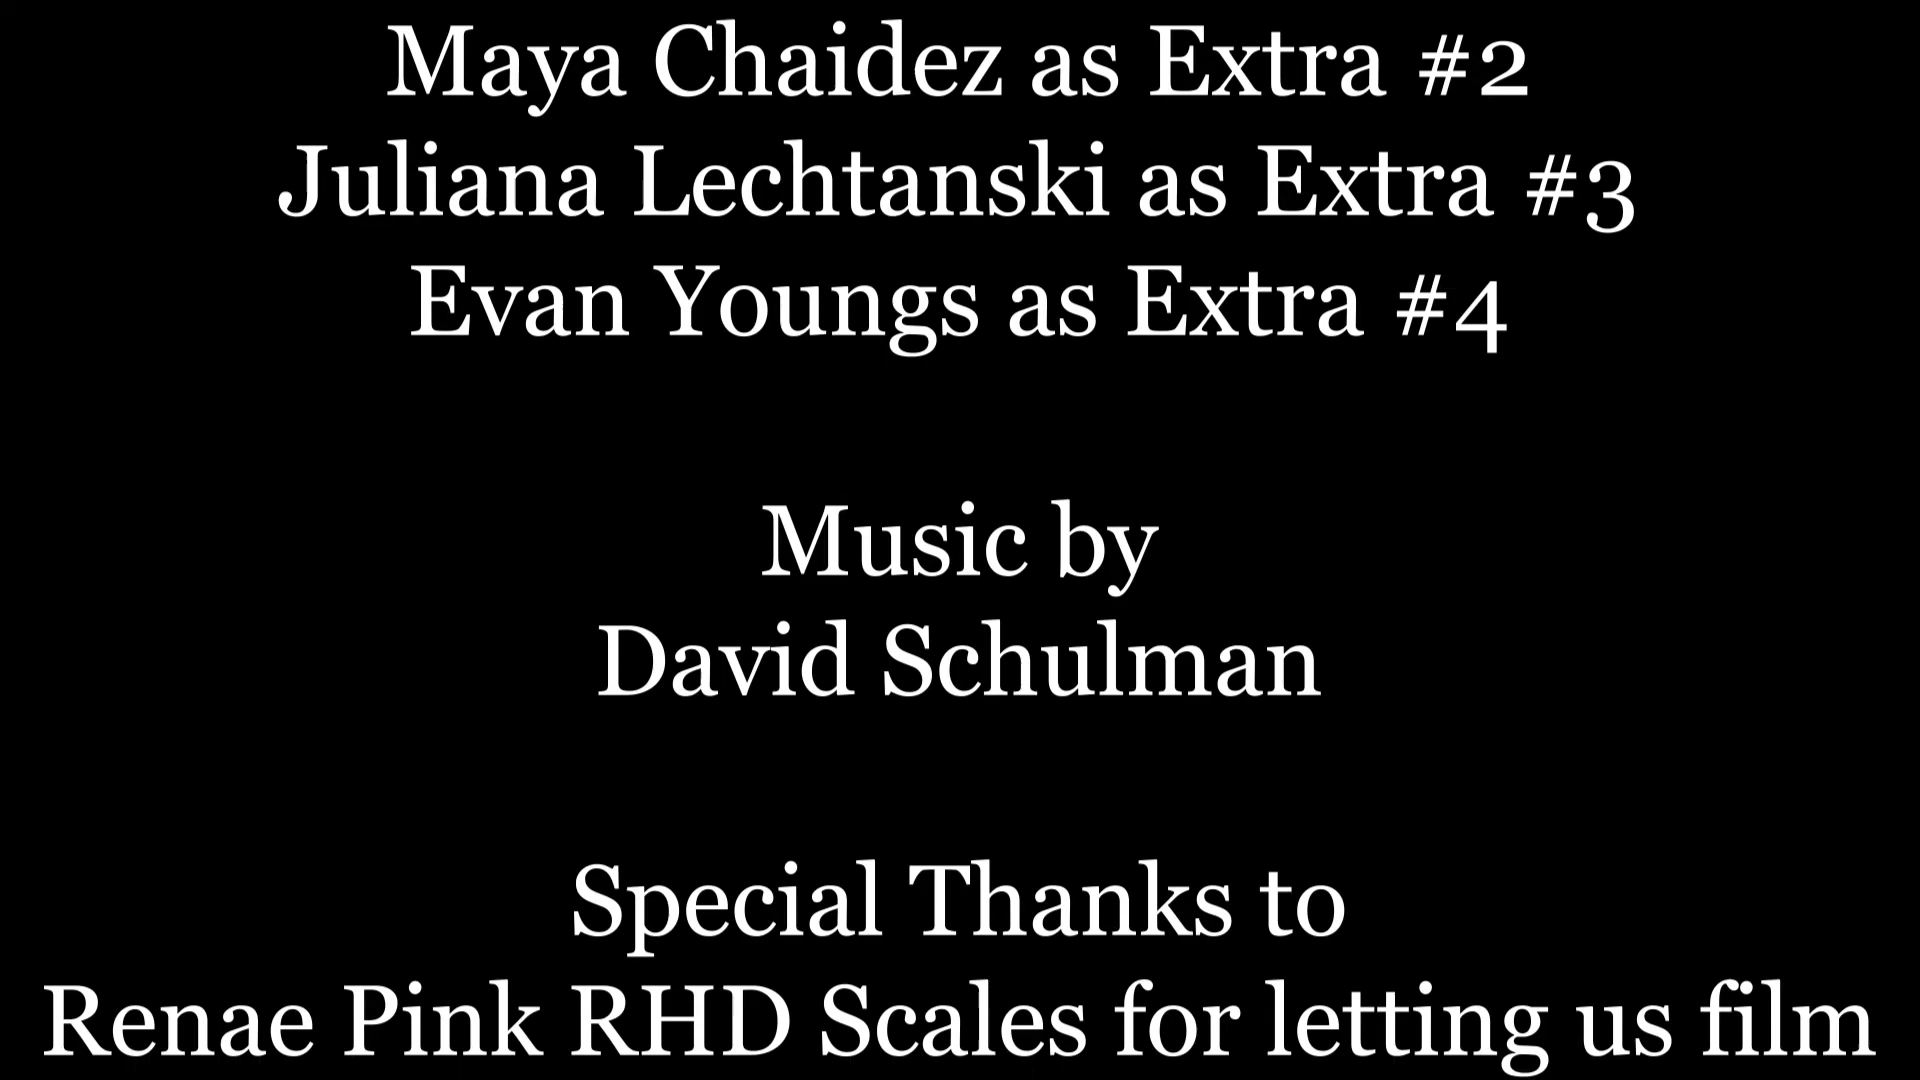 Maya Chaidez as Extra #2
Juliana Lechtanski as Extra #3
Evan Youngs as Extra #4
Music by
David Schulman
Special Thanks to
Renae Pink RHD Scales for letting us film